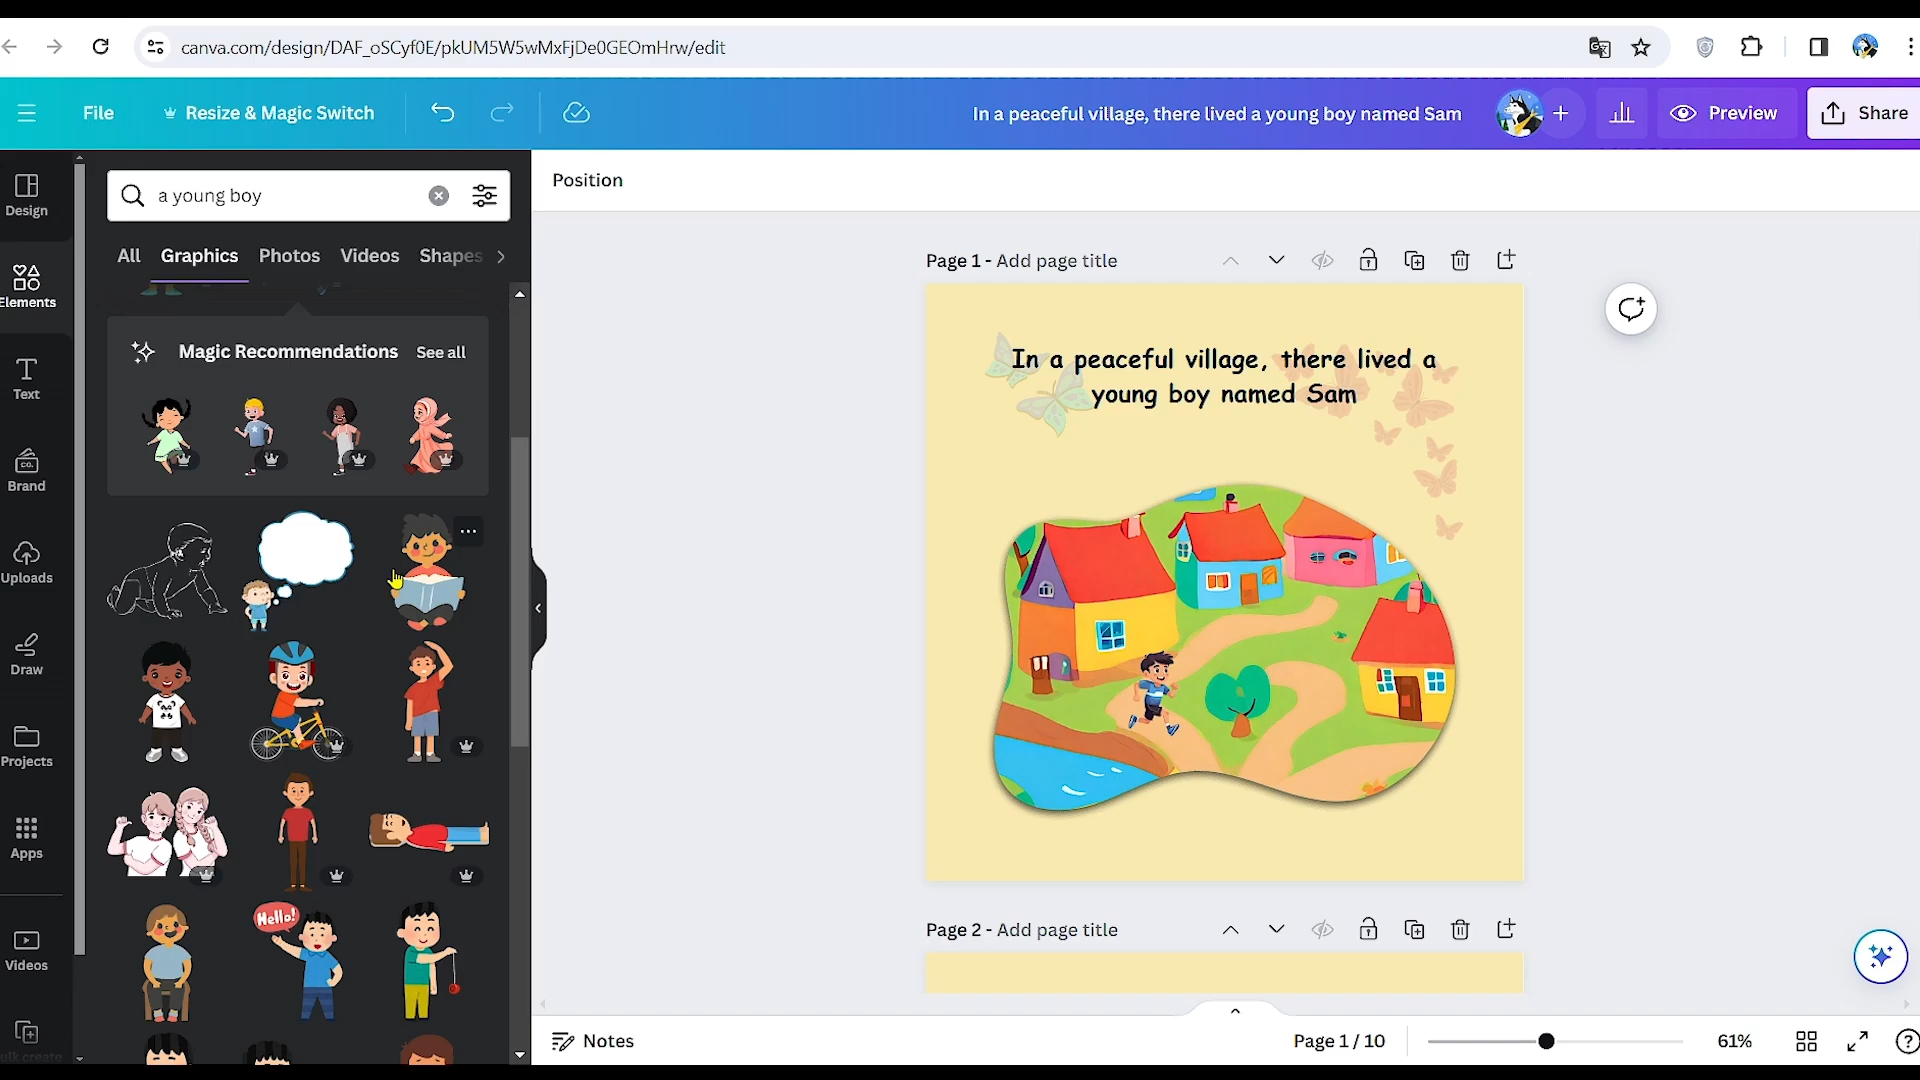 canva.com/design/DAF_oSCyf0E/pkUM5W5wMxFjDe0GEOmHrw/edit
File
Resize & Magic Switch
In a peaceful village, there lived a young boy named Sam
Preview
Share
Design
Elements
Text
Brand
Uploads
Draw
Projects
Apps
Videos
a young boy
All
Graphics
Photos
Videos
Shapes
Magic Recommendations
See all
Hello!
Position
Page 1 - Add page title
In a peaceful village, there lived a
young boy named Sam
Page 2 - Add page title
Notes
Page 1 / 10
61%